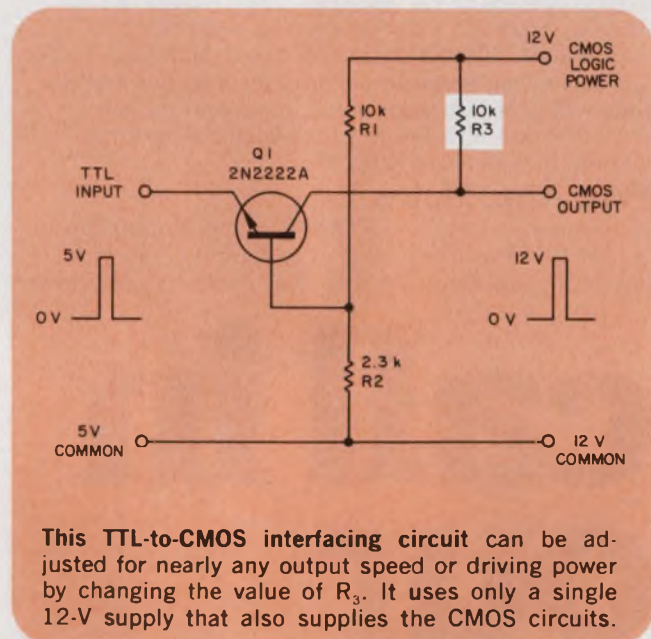 12 V
CMOS
LOGIC
POWER
10k
R1
10k
R3
Q1
2N2222A
TTL
INPUT
CMOS
OUTPUT
5V
0V
12V
0V
2.3 k
R2
5V
COMMON
12 V
COMMON
This TTL-to-CMOS interfacing circuit can be ad-
justed for nearly any output speed or driving power
by changing the value of R₃. It uses only a single
12-V supply that also supplies the CMOS circuits.